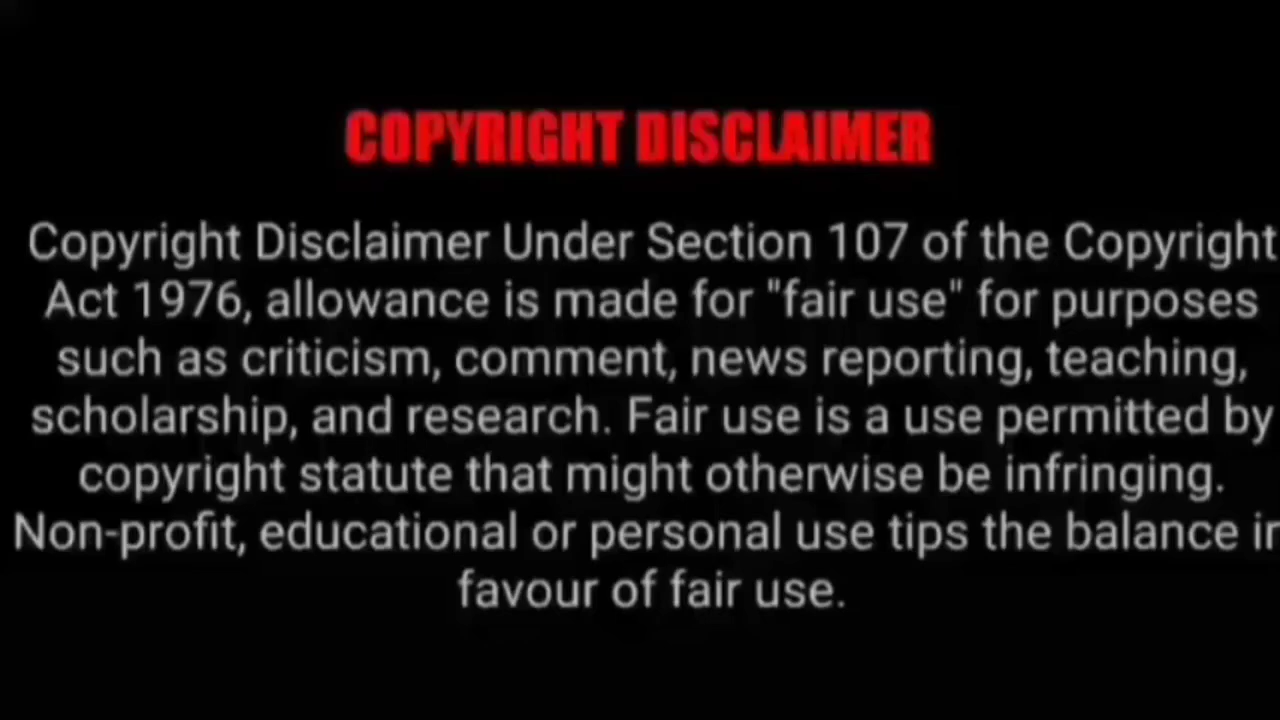 COPYRIGHT DISCLAIMER
Copyright Disclaimer Under Section 107 of the Copyright
Act 1976, allowance is made for "fair use" for purposes
such as criticism, comment, news reporting, teaching,
scholarship, and research. Fair use is a use permitted by
copyright statute that might otherwise be infringing.
Non-profit, educational or personal use tips the balance in
favour of fair use.